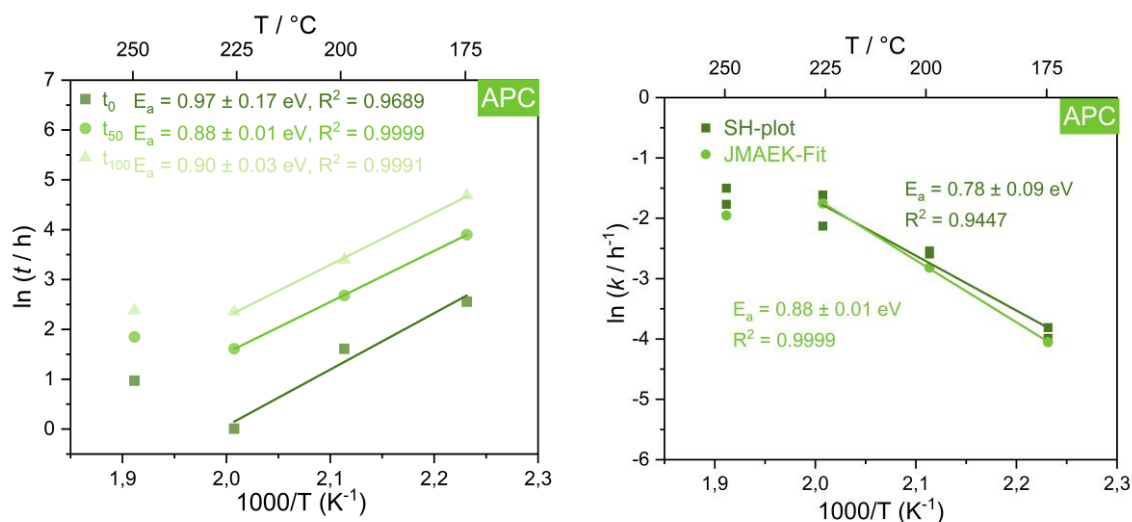 T / °C
250 225 200 175
7
6
5
4
3
2
1
0
ln (t / h)
APC
t₀ Eₐ = 0.97 ± 0.17 eV, R² = 0.9689
t₅₀ Eₐ = 0.88 ± 0.01 eV, R² = 0.9999
t₁₀₀ Eₐ = 0.90 ± 0.03 eV, R² = 0.9991
1,9 2,0 2,1 2,2 2,3
1000/T (K⁻¹)
T / °C
250 225 200 175
0
-1
-2
-3
-4
-5
-6
ln (k / h⁻¹)
APC
SH-plot
JMAEK-Fit
Eₐ = 0.78 ± 0.09 eV
R² = 0.9447
Eₐ = 0.88 ± 0.01 eV
R² = 0.9999
1,9 2,0 2,1 2,2 2,3
1000/T (K⁻¹)